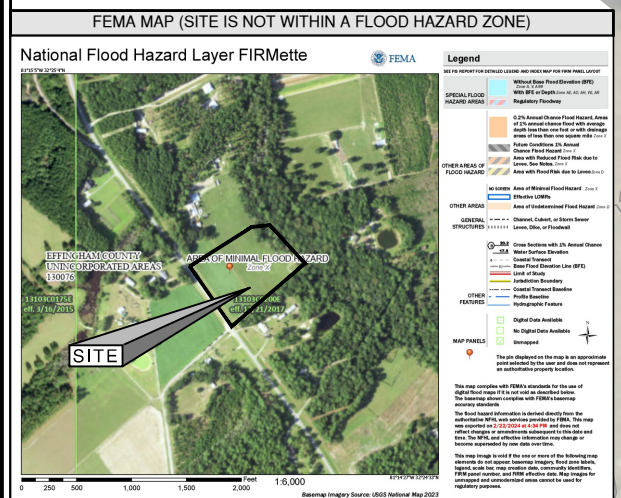 FEMA MAP (SITE IS NOT WITHIN A FLOOD HAZARD ZONE)
National Flood Hazard Layer FIRMette
FEMA
81°15'5"W 32°25'4"N
EFFINGHAM COUNTY
UNINCORPORATED AREAS
130076
AREA OF MINIMAL FLOOD HAZARD
Zone X
13103C0175E
eff. 3/16/2015
SITE
Feet
1:6,000
0 250 500 1,000 1,500 2,000
81°14'27"W 32°24'33"N
Basemap Imagery Source: USGS National Map 2023
Legend
SEE FIS REPORT FOR DETAILED LEGEND AND INDEX MAP FOR FIRM PANEL LAYOUT
SPECIAL FLOOD
HAZARD AREAS
Without Base Flood Elevation (BFE)
Zone A, V, A99
With BFE or Depth Zone AE, AO, AH, VE, AR
Regulatory Floodway
OTHER AREAS OF
FLOOD HAZARD
0.2% Annual Chance Flood Hazard, Areas
of 1% annual chance flood with average
depth less than one foot or with drainage
areas of less than one square mile Zone X
Future Conditions 1% Annual
Chance Flood Hazard Zone X
Area with Reduced Flood Risk due to
Levee. See Notes. Zone X
Area with Flood Risk due to Levee Zone D
OTHER AREAS
NO SCREEN Area of Minimal Flood Hazard Zone X
Effective LOMRs
Area of Undetermined Flood Hazard Zone D
GENERAL
STRUCTURES
Channel, Culvert, or Storm Sewer
Levee, Dike, or Floodwall
OTHER
FEATURES
Cross Sections with 1% Annual Chance
Water Surface Elevation
Coastal Transect
Base Flood Elevation Line (BFE)
Limit of Study
Jurisdiction Boundary
Coastal Transect Baseline
Profile Baseline
Hydrographic Feature
MAP PANELS
Digital Data Available
No Digital Data Available
Unmapped
N
The pin displayed on the map is an approximate
point selected by the user and does not represent
an authoritative property location.
This map complies with FEMA's standards for the use of
digital flood maps if it is not void as described below.
The basemap shown complies with FEMA's basemap
accuracy standards
The flood hazard information is derived directly from the
authoritative NFHL web services provided by FEMA. This map
was exported on 2/22/2024 at 4:34 PM and does not
reflect changes or amendments subsequent to this date and
time. The NFHL and effective information may change or
become superseded by new data over time.
This map image is void if the one or more of the following map
elements do not appear: basemap imagery, flood zone labels,
legend, scale bar, map creation date, community identifiers,
FIRM panel number, and FIRM effective date. Map images for
unmapped and unmodernized areas cannot be used for
regulatory purposes.